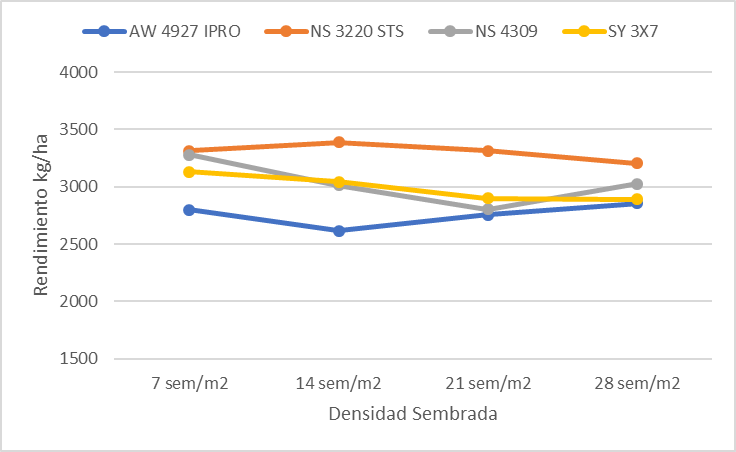 AW 4927 IPRO NS 3220 STS NS 4309 SY 3X7
4000
3500
3000
2500
2000
1500
Rendimiento kg/ha
7 sem/m2 14 sem/m2 21 sem/m2 28 sem/m2
Densidad Sembrada